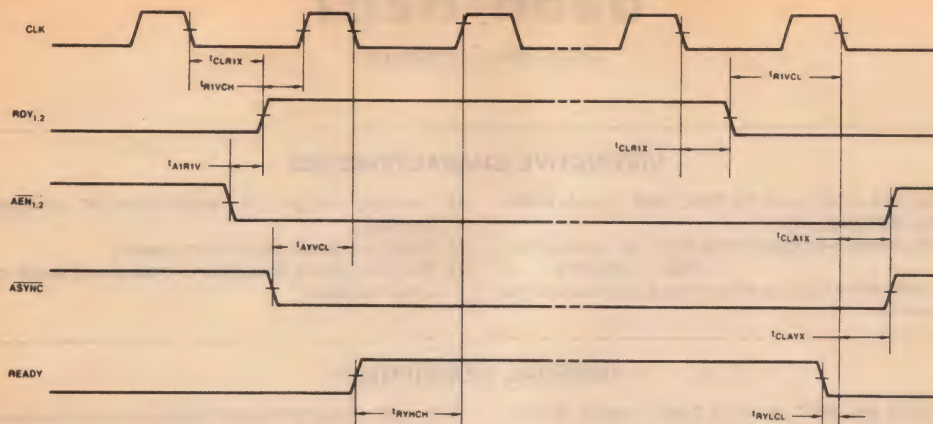 CLK
tCLR1X
tR1VCH
tR1VCL
RDY1,2
tCLR1X
tA1R1V
AEN1,2
tAYVCL
tCLA1X
ASYNC
tCLAYX
READY
tRYHCH
tRYLCL